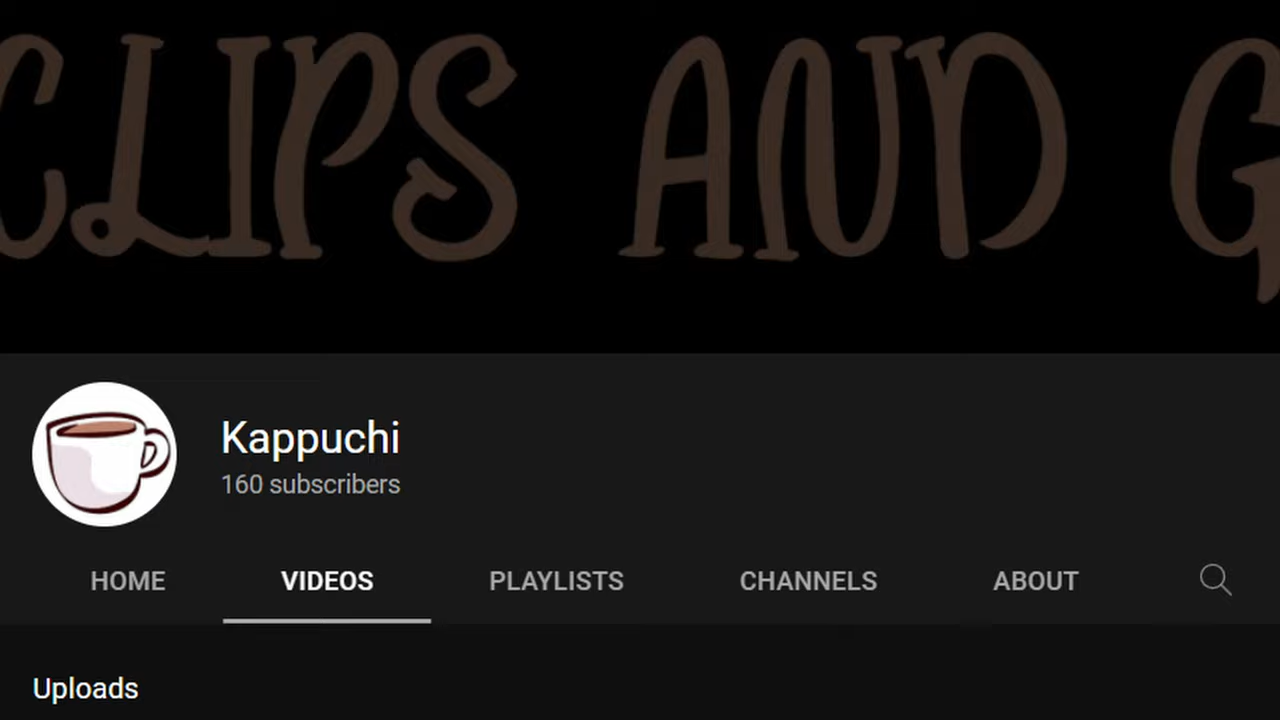 CLIPS AND G
Kappuchi
160 subscribers
HOME VIDEOS PLAYLISTS CHANNELS ABOUT
Uploads